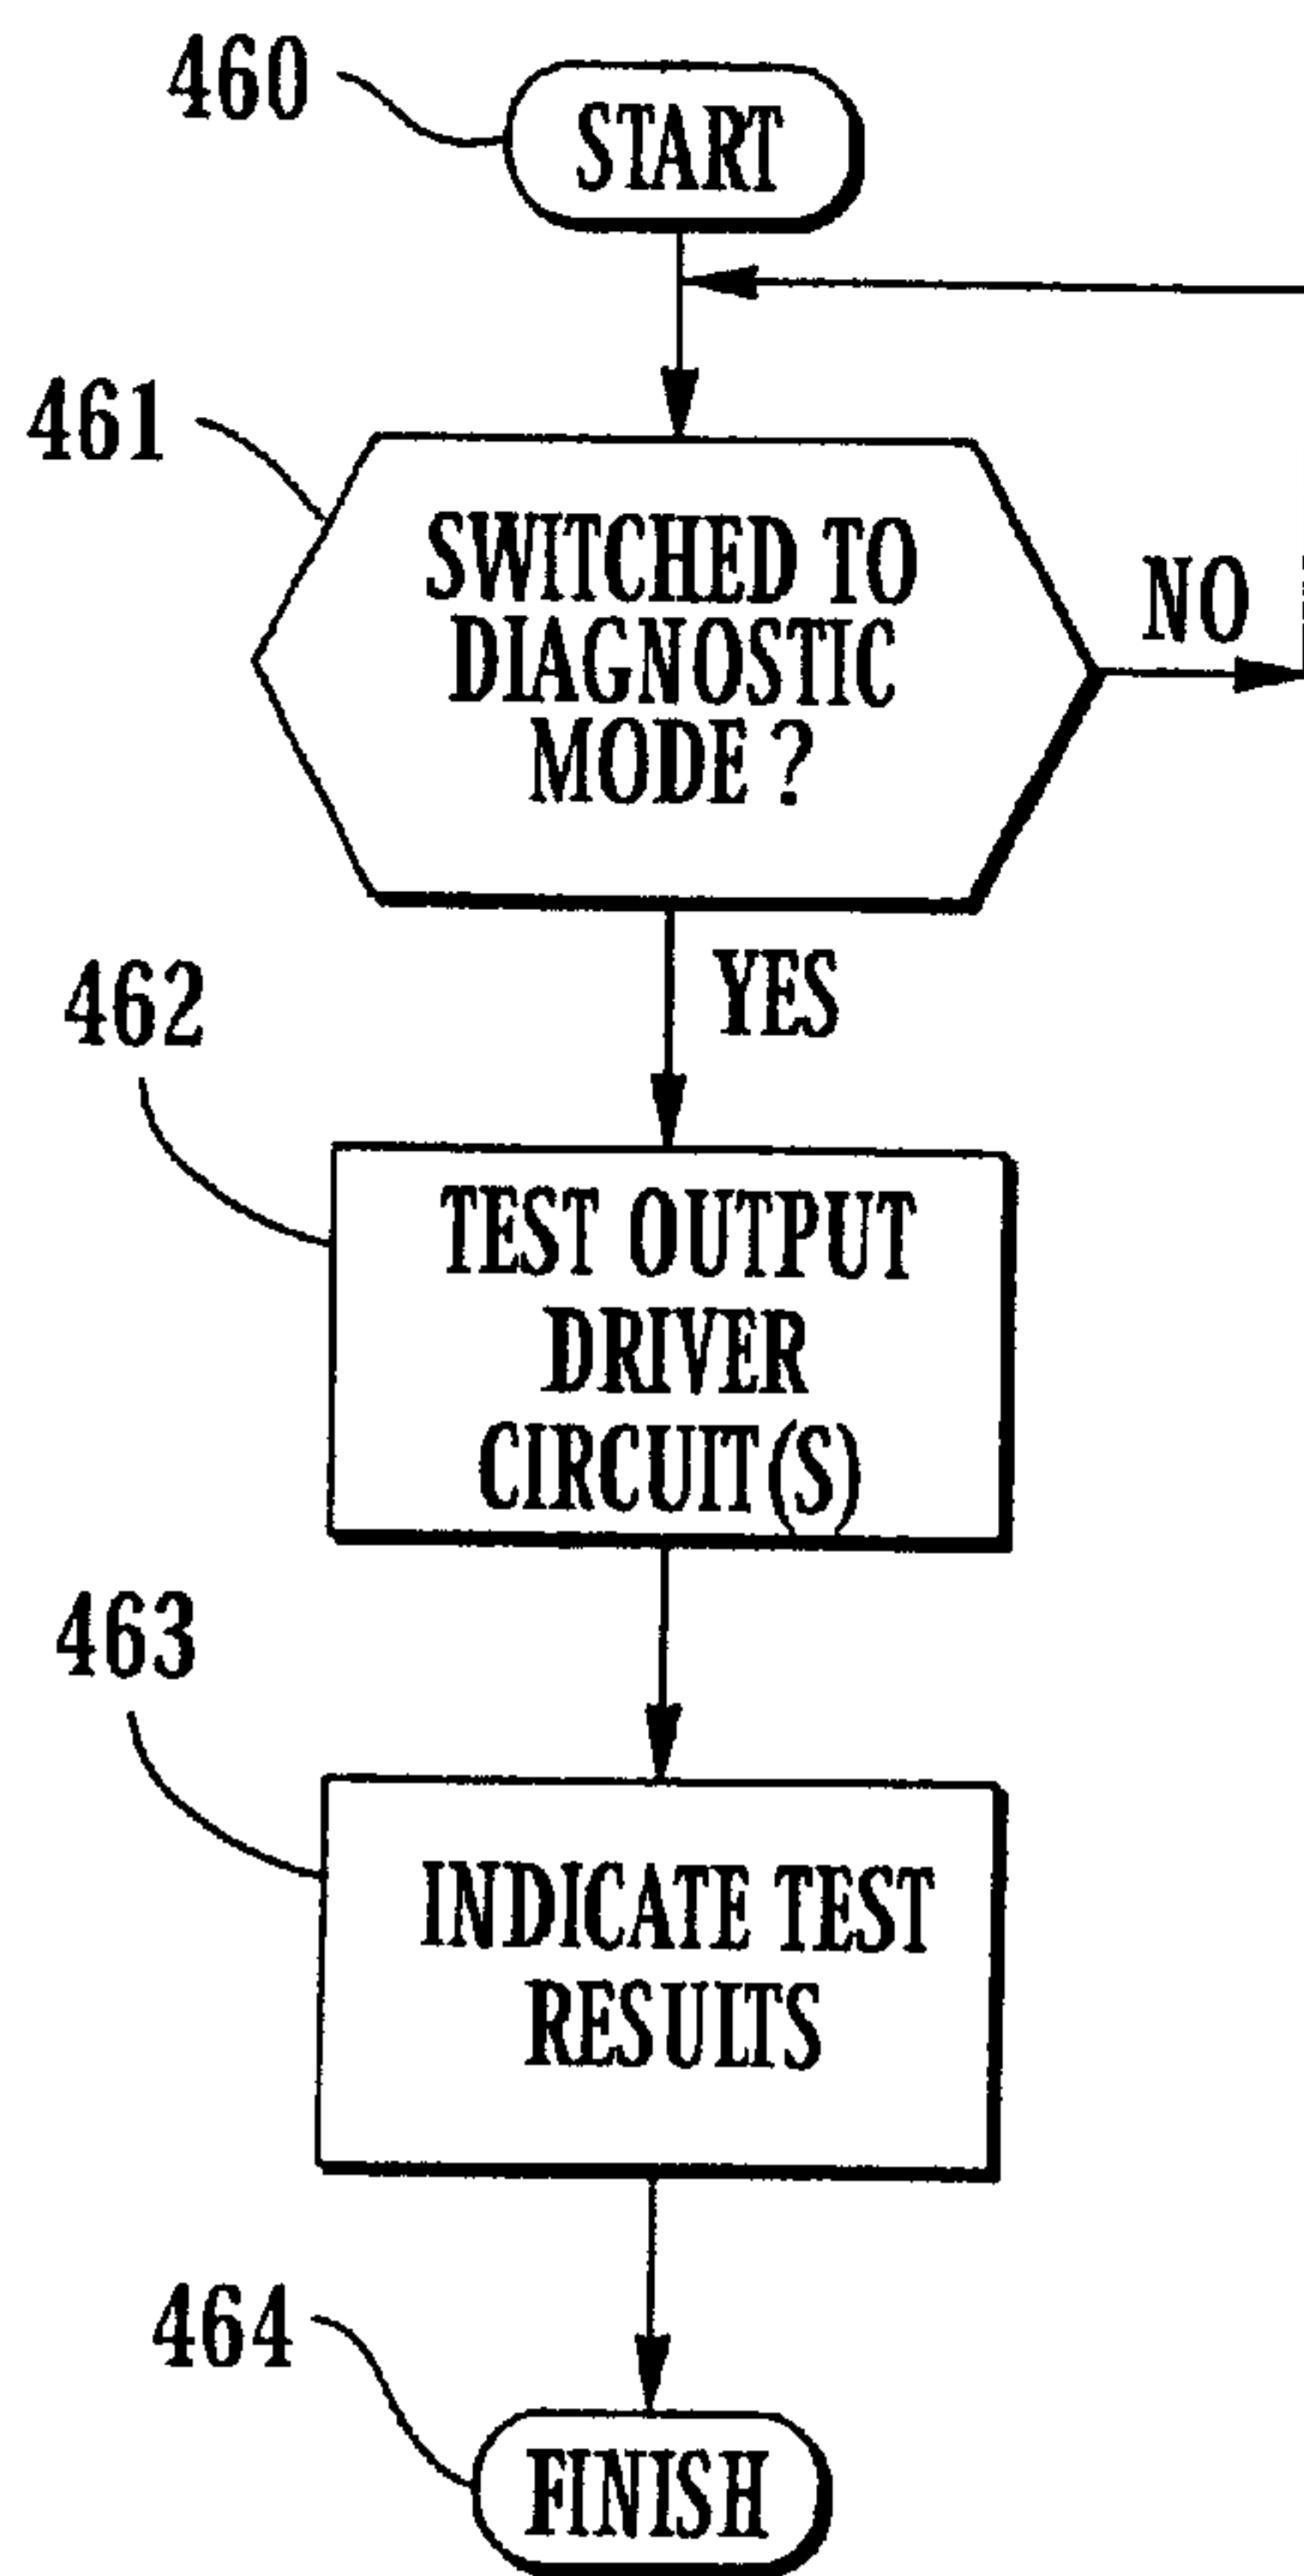 460
START
461
SWITCHED TO
DIAGNOSTIC
MODE ?
NO
YES
462
TEST OUTPUT
DRIVER
CIRCUIT(S)
463
INDICATE TEST
RESULTS
464
FINISH